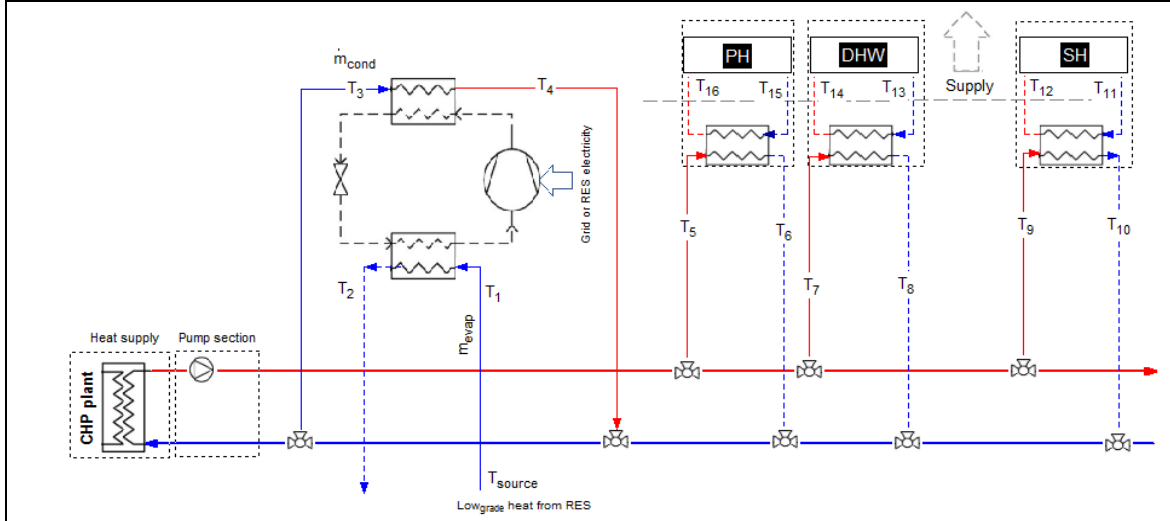 PH
DHW
SH
ṁcond
T3
T4
T16
T15
T14
T13
Supply
T12
T11
Grid or RES electricity
T5
T6
T7
T8
T9
T10
T2
T1
mevap
Heat supply
Pump section
CHP plant
Tsource
Lowgrade heat from RES